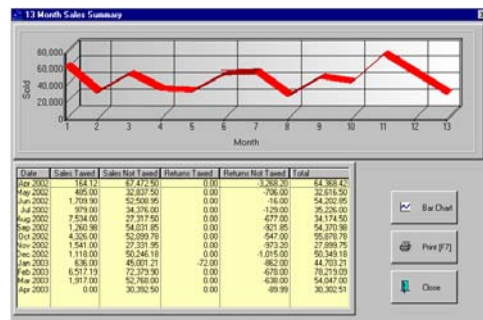 13 Month Sales Summary
80,000
60,000
40,000
20,000
0
Sold
1 2 3 4 5 6 7 8 9 10 11 12 13
Month
Date Sales Taxed Sales Not Taxed Returns Taxed Returns Not Taxed Total
Apr 2002 164.12 67,472.50 0.00 -3,268.20 64,368.42
May 2002 485.00 32,837.50 0.00 -706.00 32,616.50
Jun 2002 1,709.90 52,508.95 0.00 -16.00 54,202.85
Jul 2002 979.00 34,376.00 0.00 -129.00 35,226.00
Aug 2002 7,534.00 27,317.50 0.00 -677.00 34,174.50
Sep 2002 1,260.98 54,031.85 0.00 -921.85 54,370.98
Oct 2002 4,326.00 52,099.78 0.00 -547.00 55,878.78
Nov 2002 1,541.00 27,331.95 0.00 -973.20 27,899.75
Dec 2002 1,118.00 50,246.18 0.00 -1,015.00 50,349.18
Jan 2003 636.00 45,001.21 -72.00 -862.00 44,703.21
Feb 2003 6,517.19 72,379.90 0.00 -678.00 78,219.09
Mar 2003 1,917.00 52,768.00 0.00 -638.00 54,047.00
Apr 2003 0.00 30,392.50 0.00 -89.99 30,302.51
Bar Chart
Print [F7]
Close